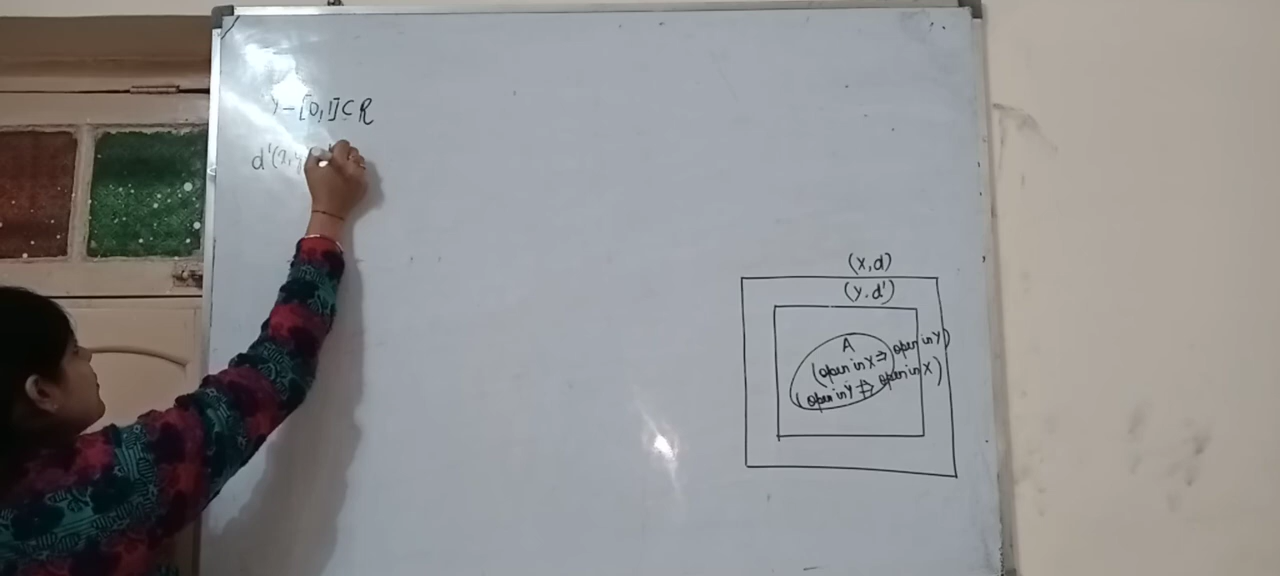 Y = [0,1] ⊂ R
d'(x,y
(X,d)
(Y.d')
A
(open in X ⇒ open in Y)
(open in Y ⇏ open in X)